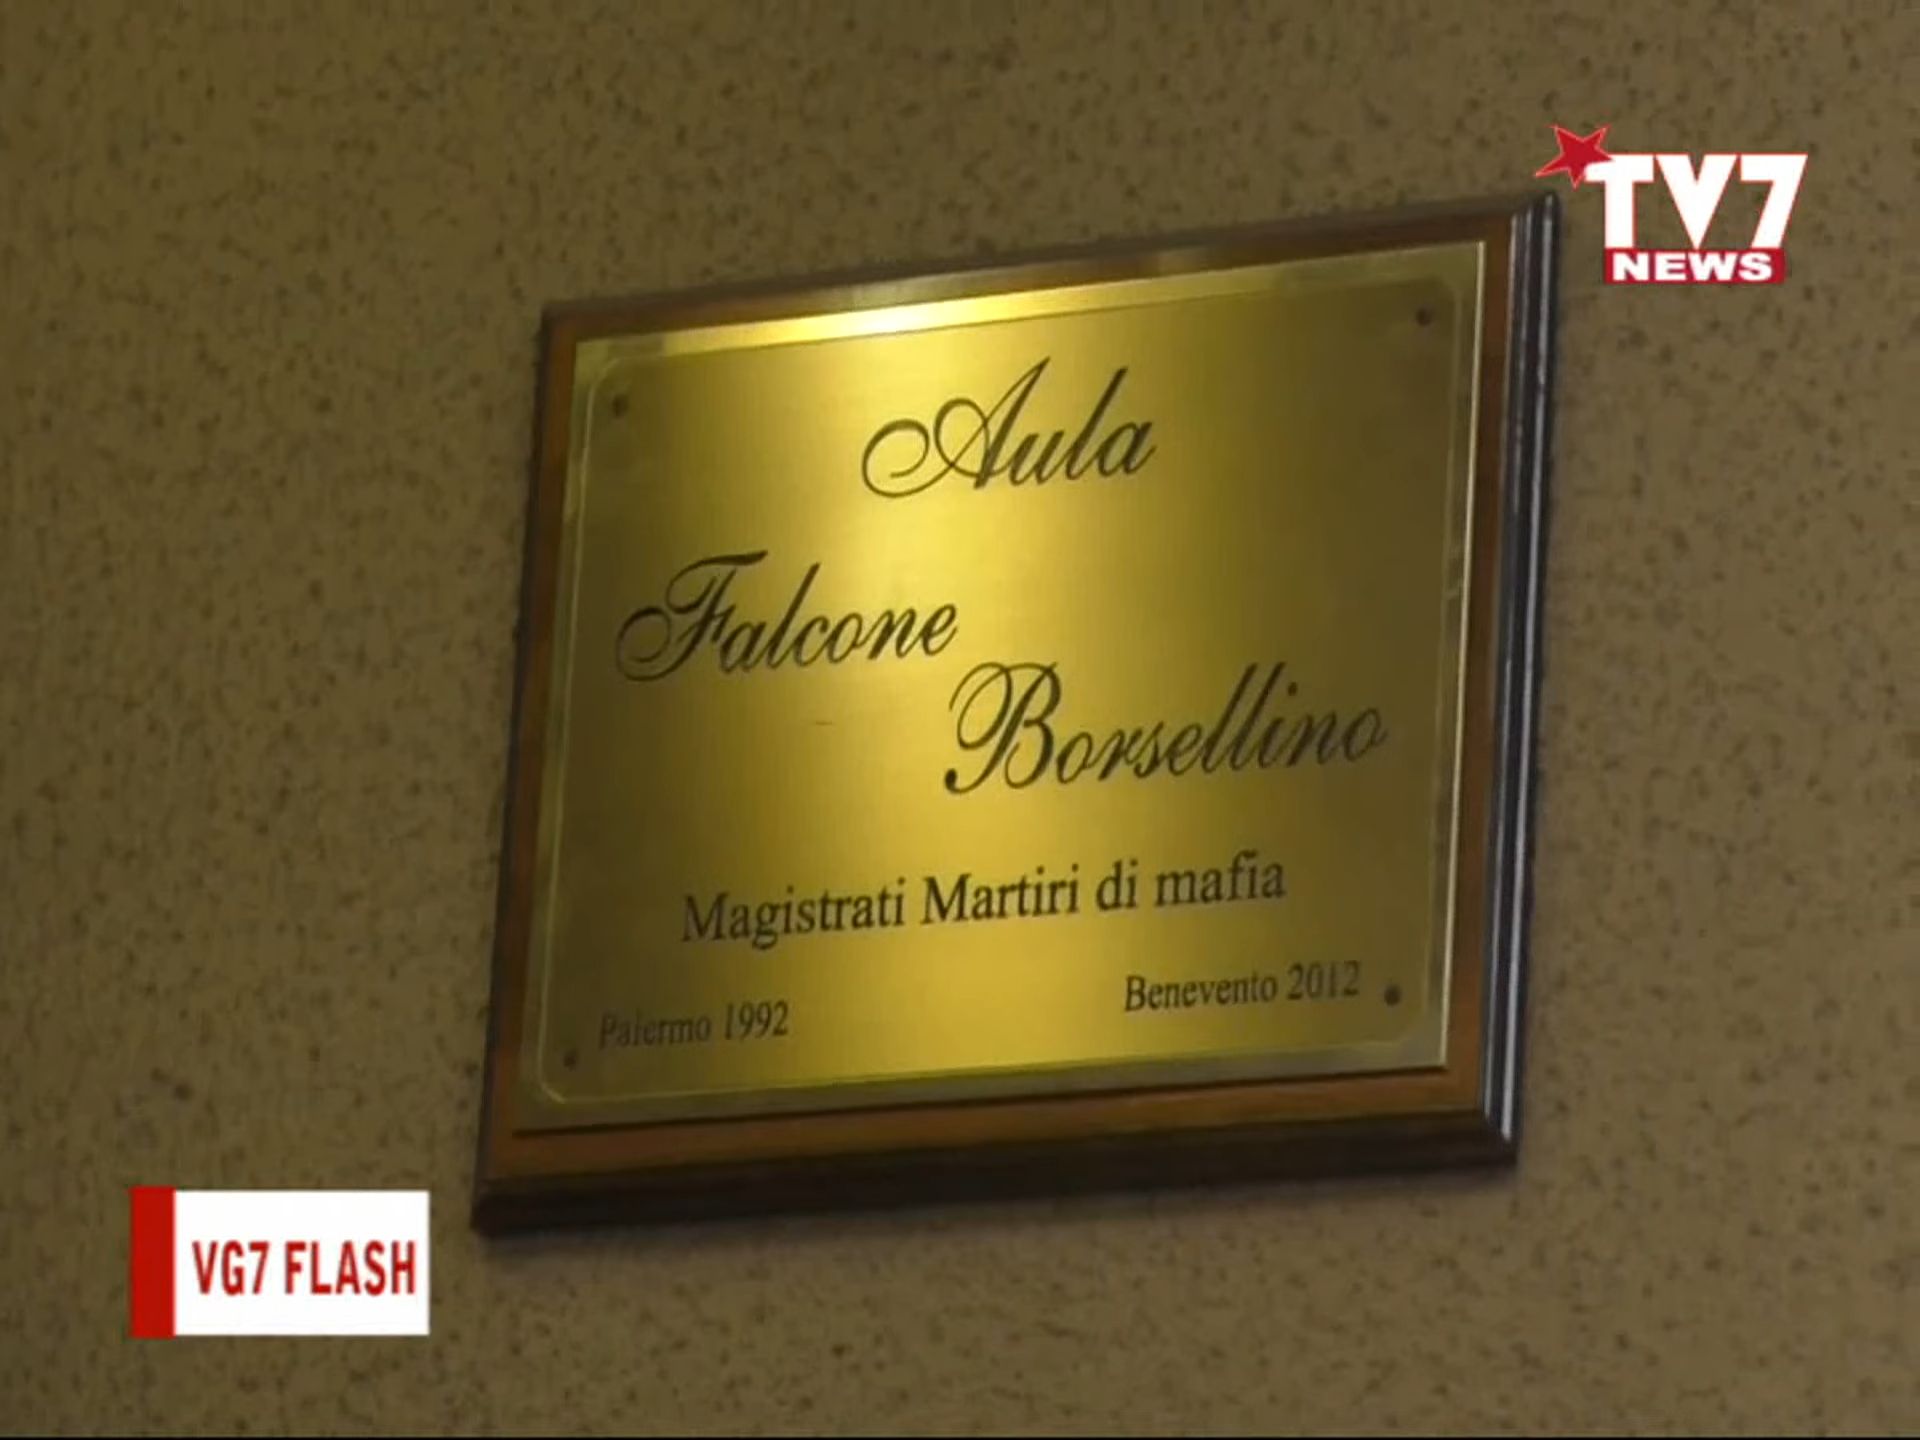 TV7
NEWS
Aula
Falcone
Borsellino
Magistrati Martiri di mafia
Palermo 1992
Benevento 2012
VG7 FLASH